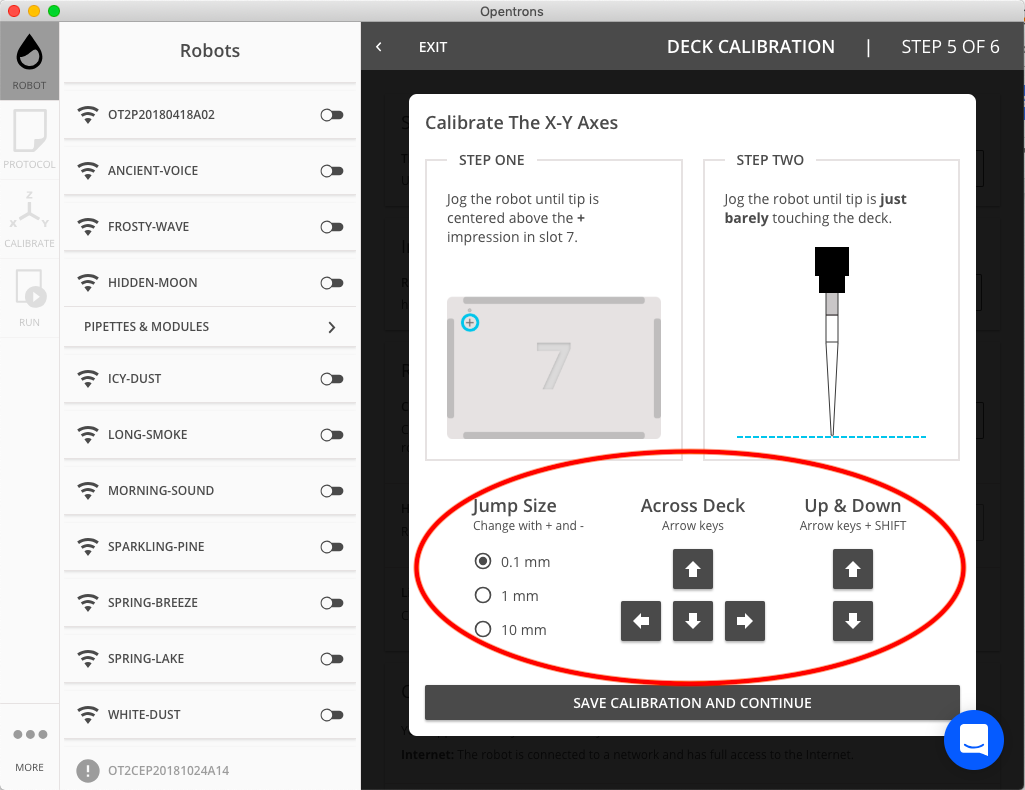 Opentrons
ROBOT
PROTOCOL
Z
X Y
CALIBRATE
RUN
MORE
Robots
OT2P20180418A02
ANCIENT-VOICE
FROSTY-WAVE
HIDDEN-MOON
PIPETTES & MODULES
ICY-DUST
LONG-SMOKE
MORNING-SOUND
SPARKLING-PINE
SPRING-BREEZE
SPRING-LAKE
WHITE-DUST
OT2CEP20181024A14
< EXIT
DECK CALIBRATION | STEP 5 OF 6
Calibrate The X-Y Axes
STEP ONE
Jog the robot until tip is
centered above the +
impression in slot 7.
7
STEP TWO
Jog the robot until tip is just
barely touching the deck.
Jump Size
Change with + and -
0.1 mm
1 mm
10 mm
Across Deck
Arrow keys
Up & Down
Arrow keys + SHIFT
SAVE CALIBRATION AND CONTINUE
Internet: The robot is connected to a network and has full access to the Internet.